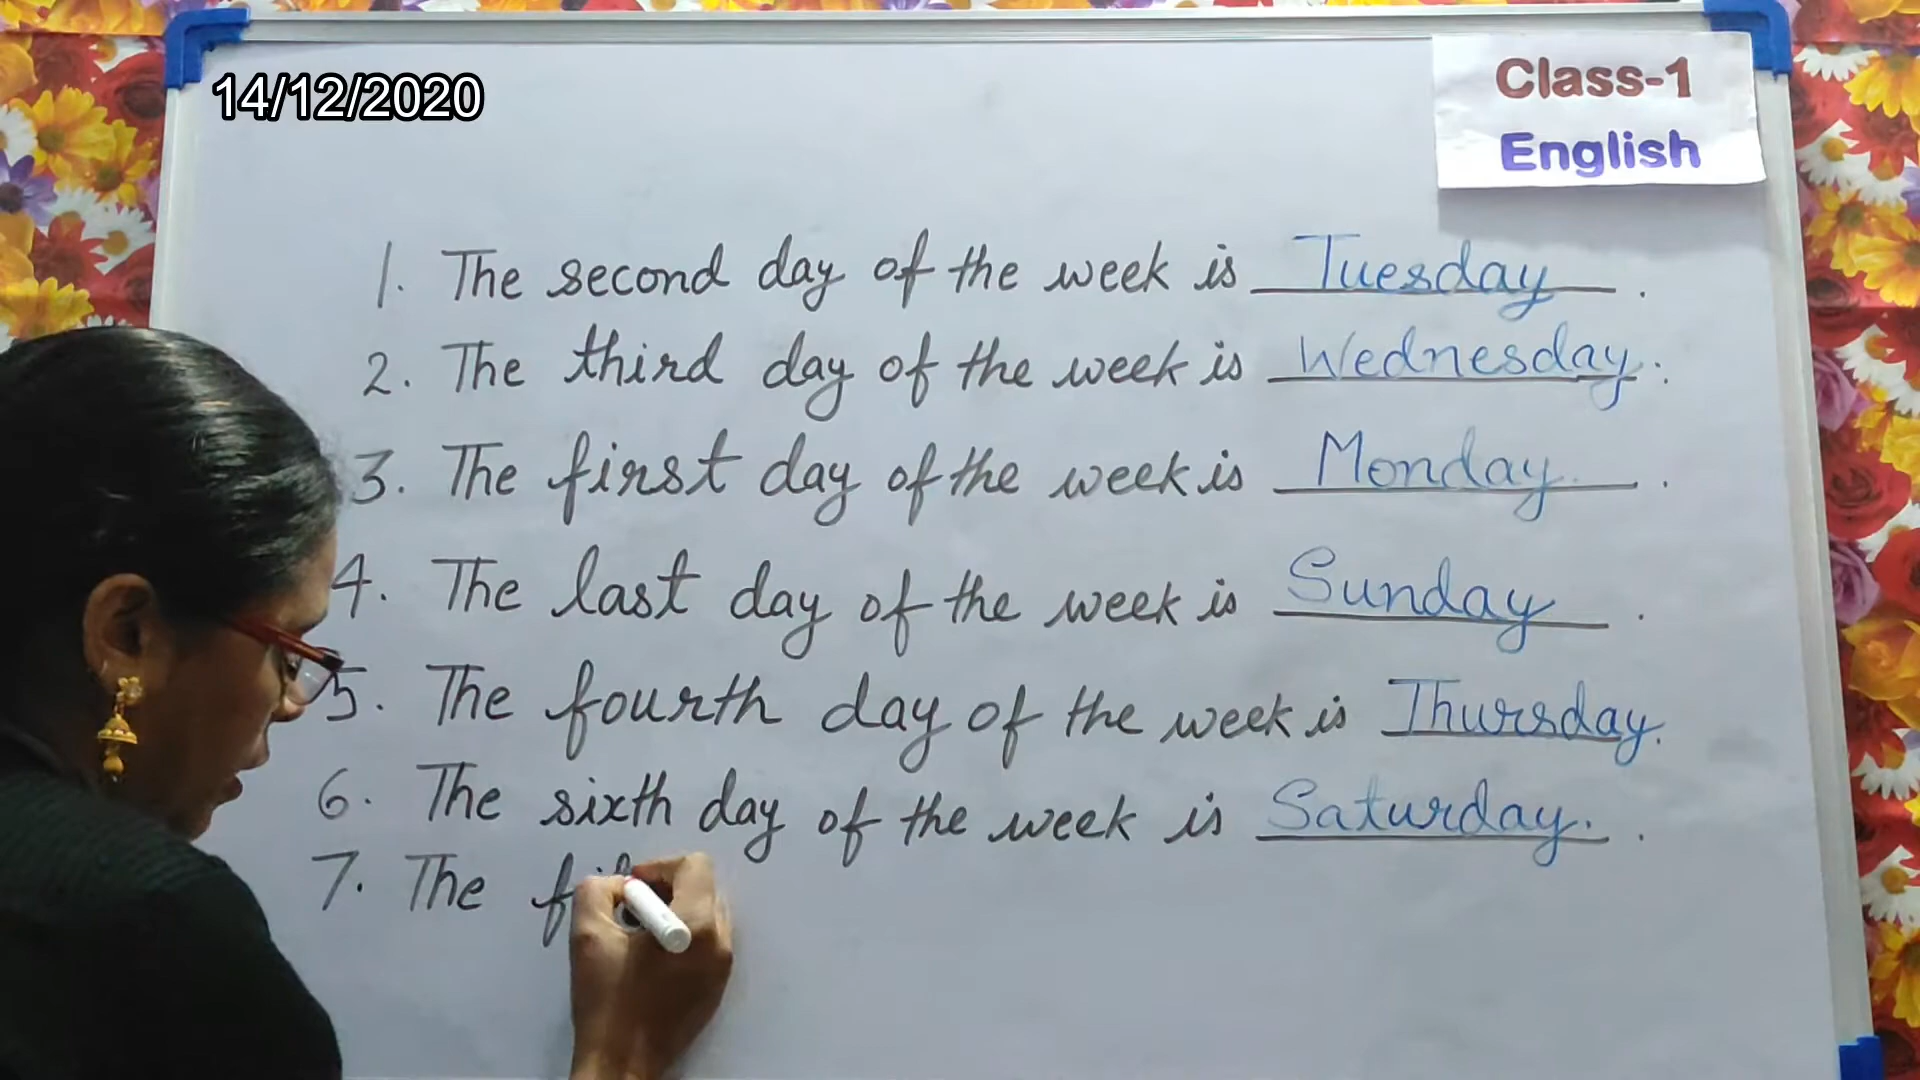 14/12/2020
Class-1
English
1. The second day of the week is Tuesday.
2. The third day of the week is Wednesday.
3. The first day of the week is Monday.
4. The last day of the week is Sunday.
5. The fourth day of the week is Thursday.
6. The sixth day of the week is Saturday.
7. The